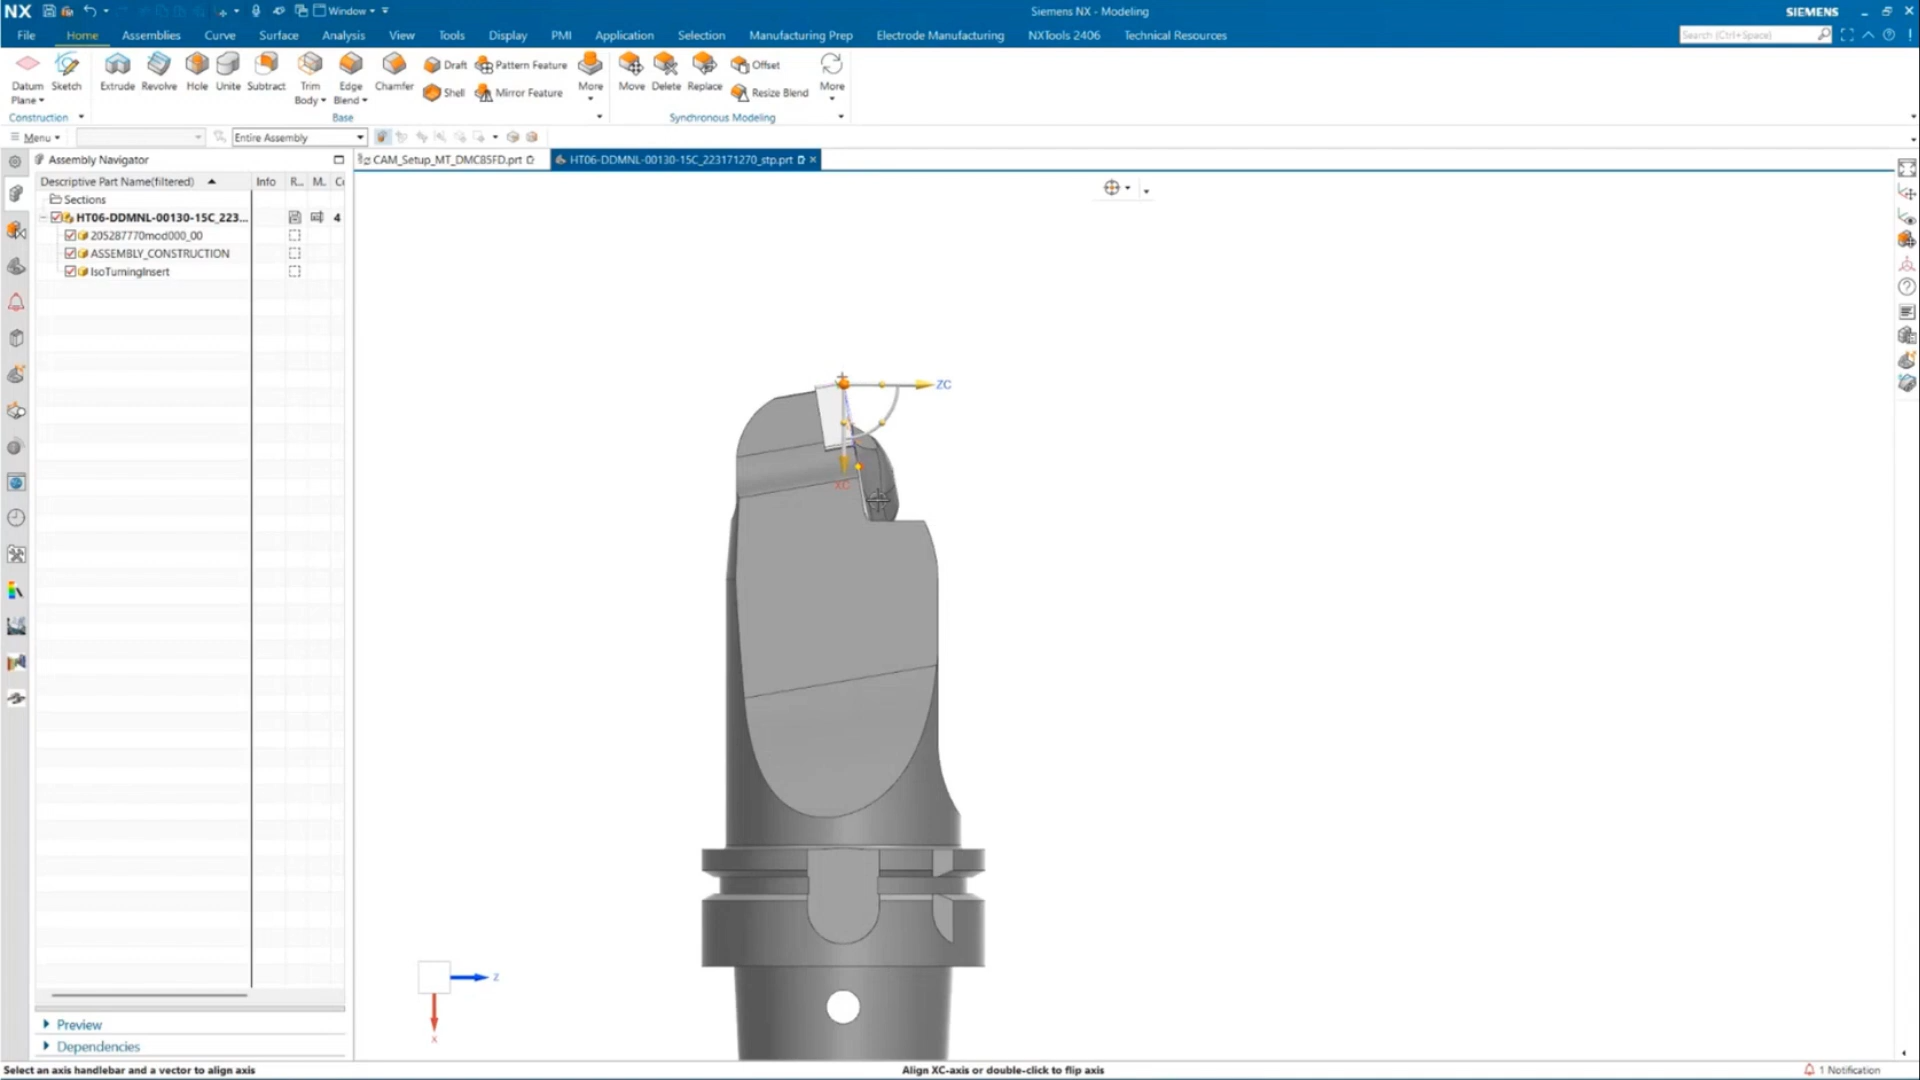 NX Window Siemens NX - Modeling SIEMENS
File Home Assemblies Curve Surface Analysis View Tools Display PMI Application Selection Manufacturing Prep Electrode Manufacturing NXTools 2406 Technical Resources Search (Ctrl+Space)
Datum Plane Sketch Extrude Revolve Hole Unite Subtract Trim Body Edge Blend Chamfer Draft Shell Pattern Feature Mirror Feature More Move Delete Replace Offset Resize Blend More
Construction Base Synchronous Modeling
Menu Entire Assembly
Assembly Navigator CAM_Setup_MT_DMC85FD.prt HT06-DDMNL-00130-15C_223171270_stp.prt
Descriptive Part Name(filtered) Info R... M. C
Sections
HT06-DDMNL-00130-15C_223... 4
205287770mod000_00
ASSEMBLY_CONSTRUCTION
IsoTurningInsert
ZC
XC
Z
X
Preview
Dependencies
Select an axis handlebar and a vector to align axis Align XC-axis or double-click to flip axis 1 Notification